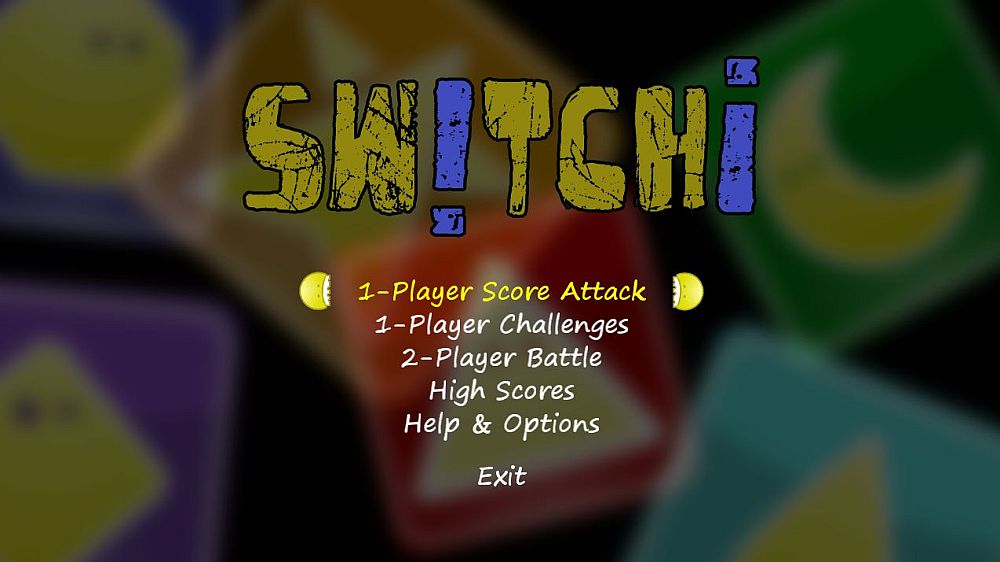 SW!TCHi
1-Player Score Attack
1-Player Challenges
2-Player Battle
High Scores
Help & Options
Exit